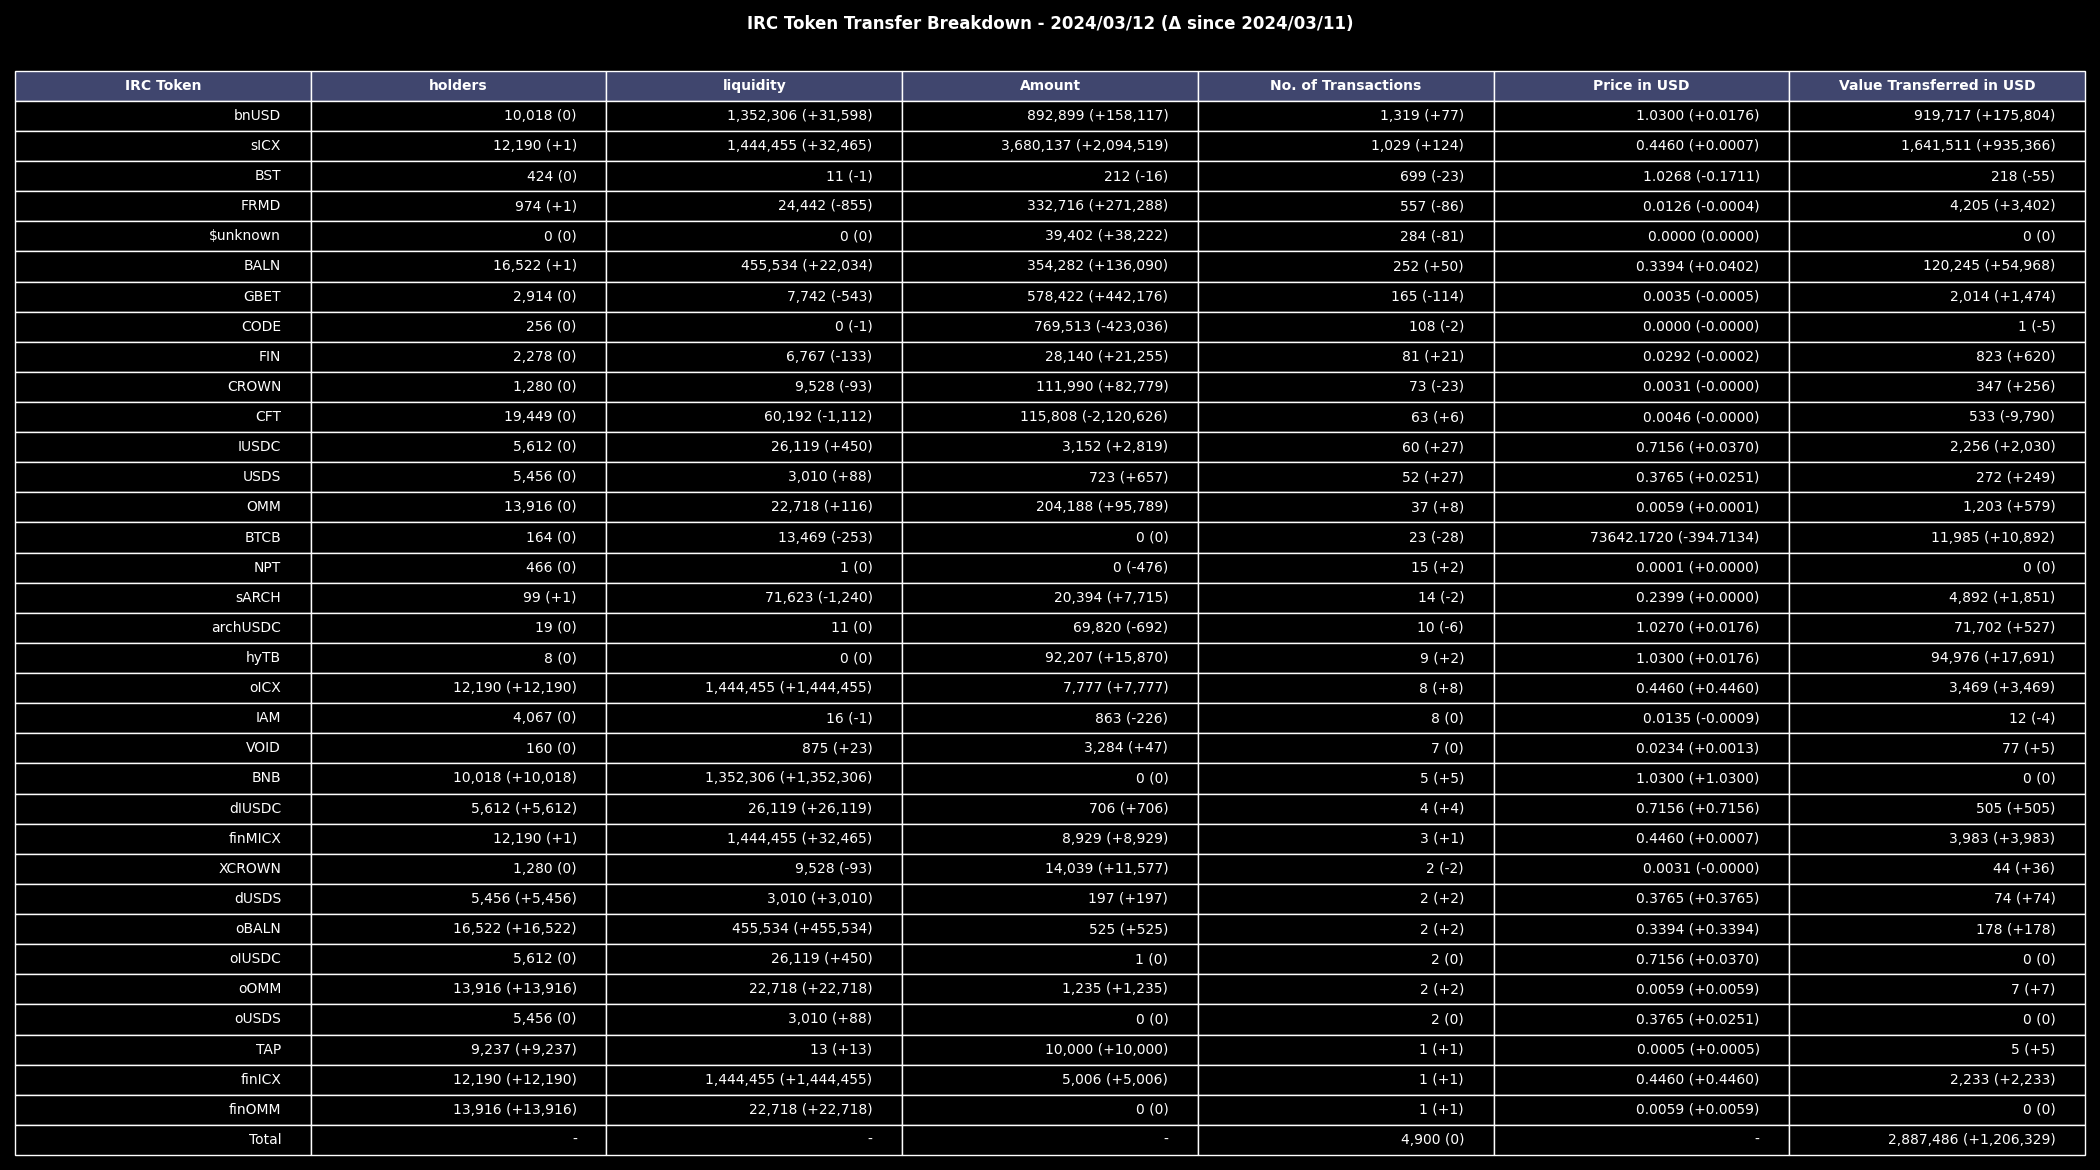 IRC Token Transfer Breakdown - 2024/03/12 (Δ since 2024/03/11)
IRC Token holders liquidity Amount No. of Transactions Price in USD Value Transferred in USD
bnUSD 10,018 (0) 1,352,306 (+31,598) 892,899 (+158,117) 1,319 (+77) 1.0300 (+0.0176) 919,717 (+175,804)
sICX 12,190 (+1) 1,444,455 (+32,465) 3,680,137 (+2,094,519) 1,029 (+124) 0.4460 (+0.0007) 1,641,511 (+935,366)
BST 424 (0) 11 (-1) 212 (-16) 699 (-23) 1.0268 (-0.1711) 218 (-55)
FRMD 974 (+1) 24,442 (-855) 332,716 (+271,288) 557 (-86) 0.0126 (-0.0004) 4,205 (+3,402)
$unknown 0 (0) 0 (0) 39,402 (+38,222) 284 (-81) 0.0000 (0.0000) 0 (0)
BALN 16,522 (+1) 455,534 (+22,034) 354,282 (+136,090) 252 (+50) 0.3394 (+0.0402) 120,245 (+54,968)
GBET 2,914 (0) 7,742 (-543) 578,422 (+442,176) 165 (-114) 0.0035 (-0.0005) 2,014 (+1,474)
CODE 256 (0) 0 (-1) 769,513 (-423,036) 108 (-2) 0.0000 (-0.0000) 1 (-5)
FIN 2,278 (0) 6,767 (-133) 28,140 (+21,255) 81 (+21) 0.0292 (-0.0002) 823 (+620)
CROWN 1,280 (0) 9,528 (-93) 111,990 (+82,779) 73 (-23) 0.0031 (-0.0000) 347 (+256)
CFT 19,449 (0) 60,192 (-1,112) 115,808 (-2,120,626) 63 (+6) 0.0046 (-0.0000) 533 (-9,790)
IUSDC 5,612 (0) 26,119 (+450) 3,152 (+2,819) 60 (+27) 0.7156 (+0.0370) 2,256 (+2,030)
USDS 5,456 (0) 3,010 (+88) 723 (+657) 52 (+27) 0.3765 (+0.0251) 272 (+249)
OMM 13,916 (0) 22,718 (+116) 204,188 (+95,789) 37 (+8) 0.0059 (+0.0001) 1,203 (+579)
BTCB 164 (0) 13,469 (-253) 0 (0) 23 (-28) 73642.1720 (-394.7134) 11,985 (+10,892)
NPT 466 (0) 1 (0) 0 (-476) 15 (+2) 0.0001 (+0.0000) 0 (0)
sARCH 99 (+1) 71,623 (-1,240) 20,394 (+7,715) 14 (-2) 0.2399 (+0.0000) 4,892 (+1,851)
archUSDC 19 (0) 11 (0) 69,820 (-692) 10 (-6) 1.0270 (+0.0176) 71,702 (+527)
hyTB 8 (0) 0 (0) 92,207 (+15,870) 9 (+2) 1.0300 (+0.0176) 94,976 (+17,691)
oICX 12,190 (+12,190) 1,444,455 (+1,444,455) 7,777 (+7,777) 8 (+8) 0.4460 (+0.4460) 3,469 (+3,469)
IAM 4,067 (0) 16 (-1) 863 (-226) 8 (0) 0.0135 (-0.0009) 12 (-4)
VOID 160 (0) 875 (+23) 3,284 (+47) 7 (0) 0.0234 (+0.0013) 77 (+5)
BNB 10,018 (+10,018) 1,352,306 (+1,352,306) 0 (0) 5 (+5) 1.0300 (+1.0300) 0 (0)
dIUSDC 5,612 (+5,612) 26,119 (+26,119) 706 (+706) 4 (+4) 0.7156 (+0.7156) 505 (+505)
finMICX 12,190 (+1) 1,444,455 (+32,465) 8,929 (+8,929) 3 (+1) 0.4460 (+0.0007) 3,983 (+3,983)
XCROWN 1,280 (0) 9,528 (-93) 14,039 (+11,577) 2 (-2) 0.0031 (-0.0000) 44 (+36)
dUSDS 5,456 (+5,456) 3,010 (+3,010) 197 (+197) 2 (+2) 0.3765 (+0.3765) 74 (+74)
oBALN 16,522 (+16,522) 455,534 (+455,534) 525 (+525) 2 (+2) 0.3394 (+0.3394) 178 (+178)
oIUSDC 5,612 (0) 26,119 (+450) 1 (0) 2 (0) 0.7156 (+0.0370) 0 (0)
oOMM 13,916 (+13,916) 22,718 (+22,718) 1,235 (+1,235) 2 (+2) 0.0059 (+0.0059) 7 (+7)
oUSDS 5,456 (0) 3,010 (+88) 0 (0) 2 (0) 0.3765 (+0.0251) 0 (0)
TAP 9,237 (+9,237) 13 (+13) 10,000 (+10,000) 1 (+1) 0.0005 (+0.0005) 5 (+5)
finICX 12,190 (+12,190) 1,444,455 (+1,444,455) 5,006 (+5,006) 1 (+1) 0.4460 (+0.4460) 2,233 (+2,233)
finOMM 13,916 (+13,916) 22,718 (+22,718) 0 (0) 1 (+1) 0.0059 (+0.0059) 0 (0)
Total - - - 4,900 (0) - 2,887,486 (+1,206,329)